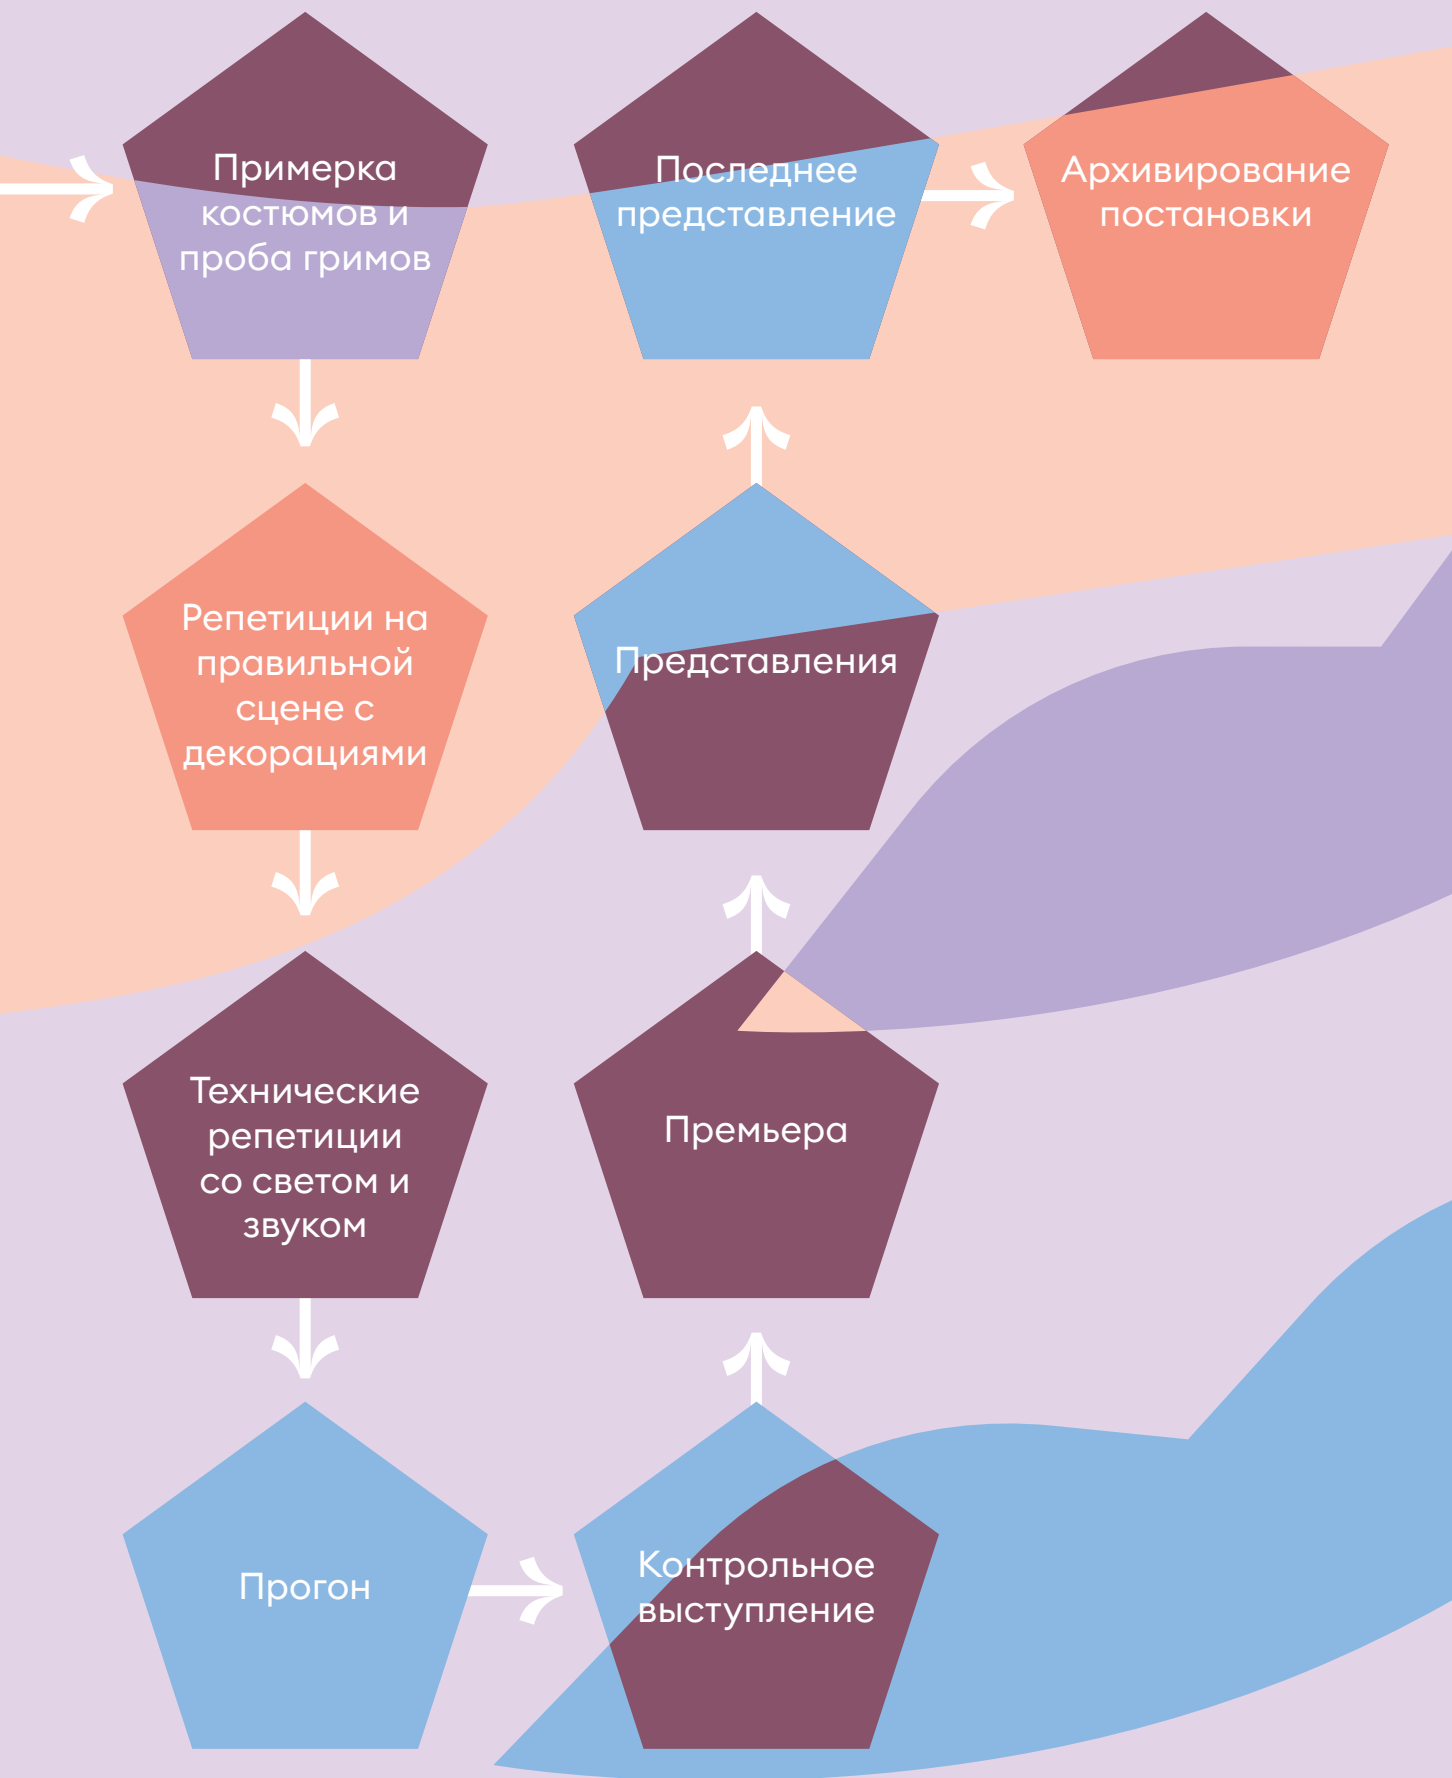 Примерка
костюмов и
проба гримов
Репетиции на
правильной
сцене с
декорациями
Технические
репетиции
со светом и
звуком
Прогон
Контрольное
выступление
Премьера
Представления
Последнее
представление
Архивирование
постановки